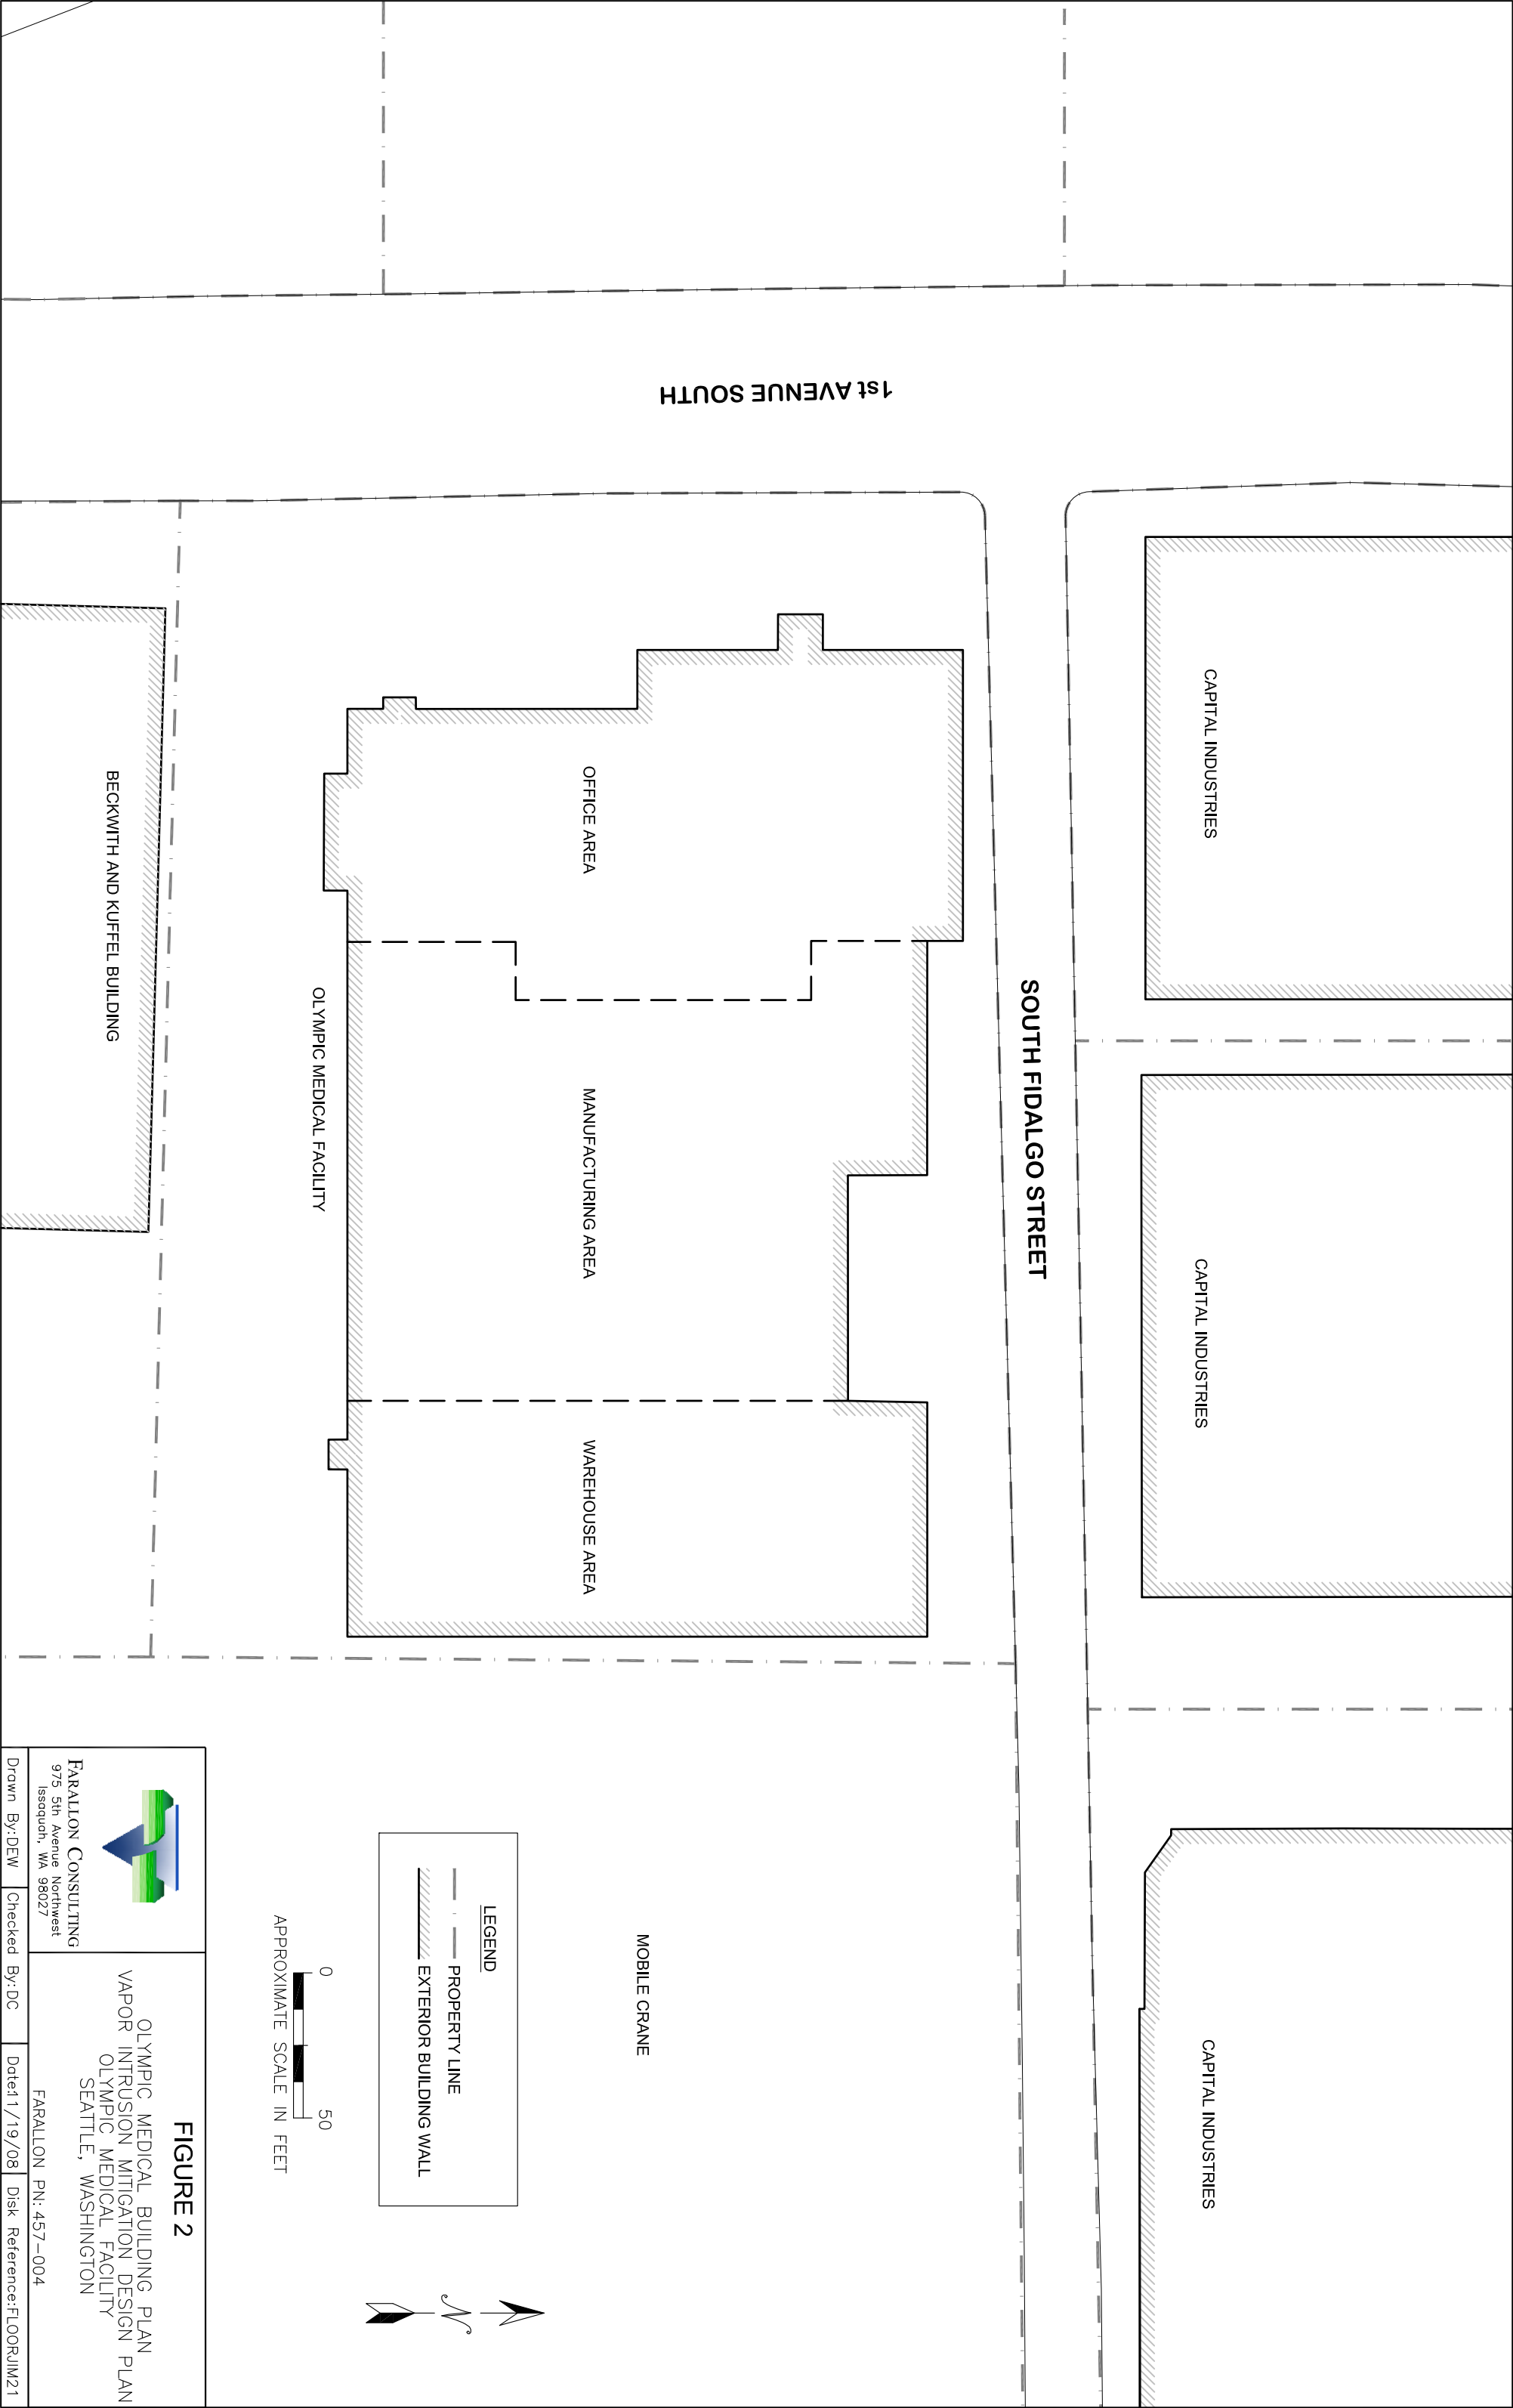 1st AVENUE SOUTH
CAPITAL INDUSTRIES
CAPITAL INDUSTRIES
CAPITAL INDUSTRIES
SOUTH FIDALGO STREET
OFFICE AREA
MANUFACTURING AREA
WAREHOUSE AREA
MOBILE CRANE
OLYMPIC MEDICAL FACILITY
BECKWITH AND KUFFEL BUILDING
LEGEND
PROPERTY LINE
EXTERIOR BUILDING WALL
N
0 50
APPROXIMATE SCALE IN FEET
FARALLON CONSULTING
975 5th Avenue Northwest
Issaquah, WA 98027
FIGURE 2
OLYMPIC MEDICAL BUILDING PLAN
VAPOR INTRUSION MITIGATION DESIGN PLAN
OLYMPIC MEDICAL FACILITY
SEATTLE, WASHINGTON
FARALLON PN: 457-004
Drawn By:DEW Checked By:DC Date:11/19/08 Disk Reference:FLOORJIM21